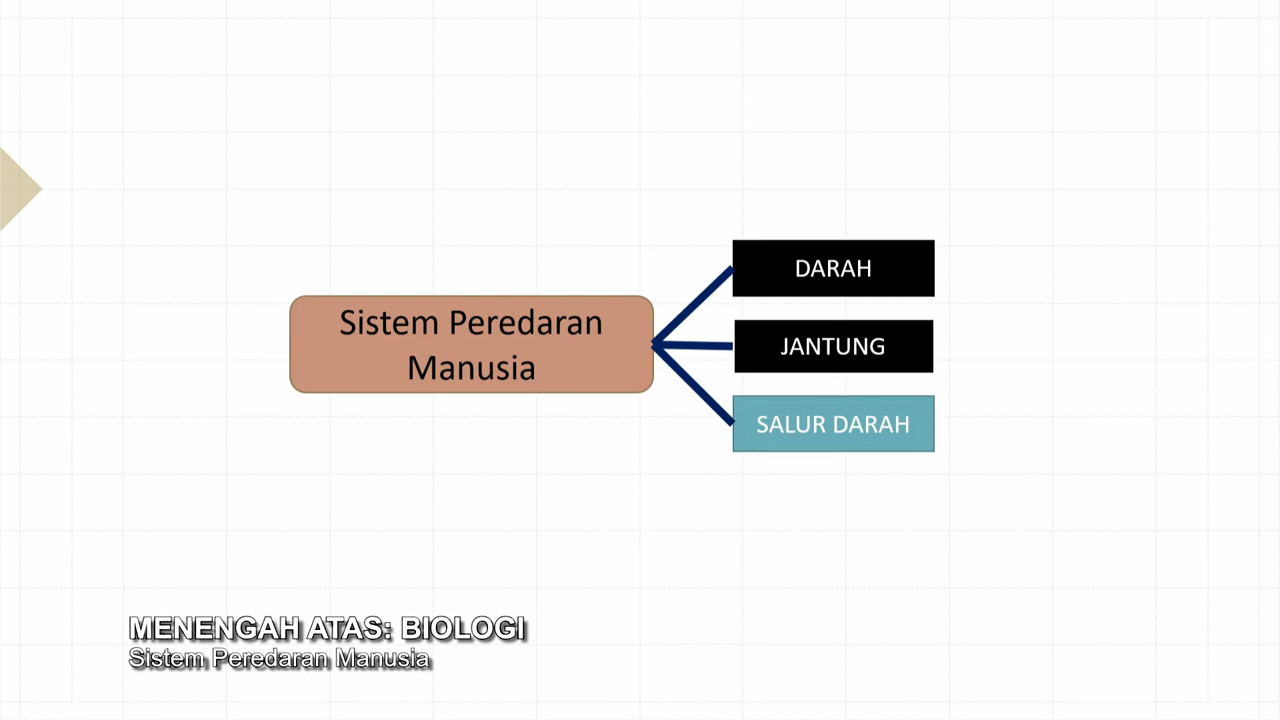 Sistem Peredaran
Manusia
DARAH
JANTUNG
SALUR DARAH
MENENGAH ATAS: BIOLOGI
Sistem Peredaran Manusia